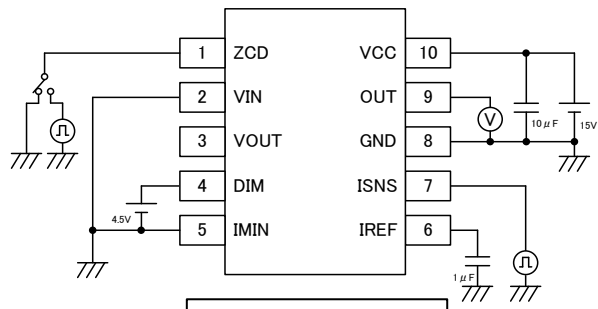 1 ZCD VCC 10
2 VIN OUT 9
3 VOUT GND 8
4 DIM ISNS 7
5 IMIN IREF 6
V
10μF
15V
4.5V
1μF